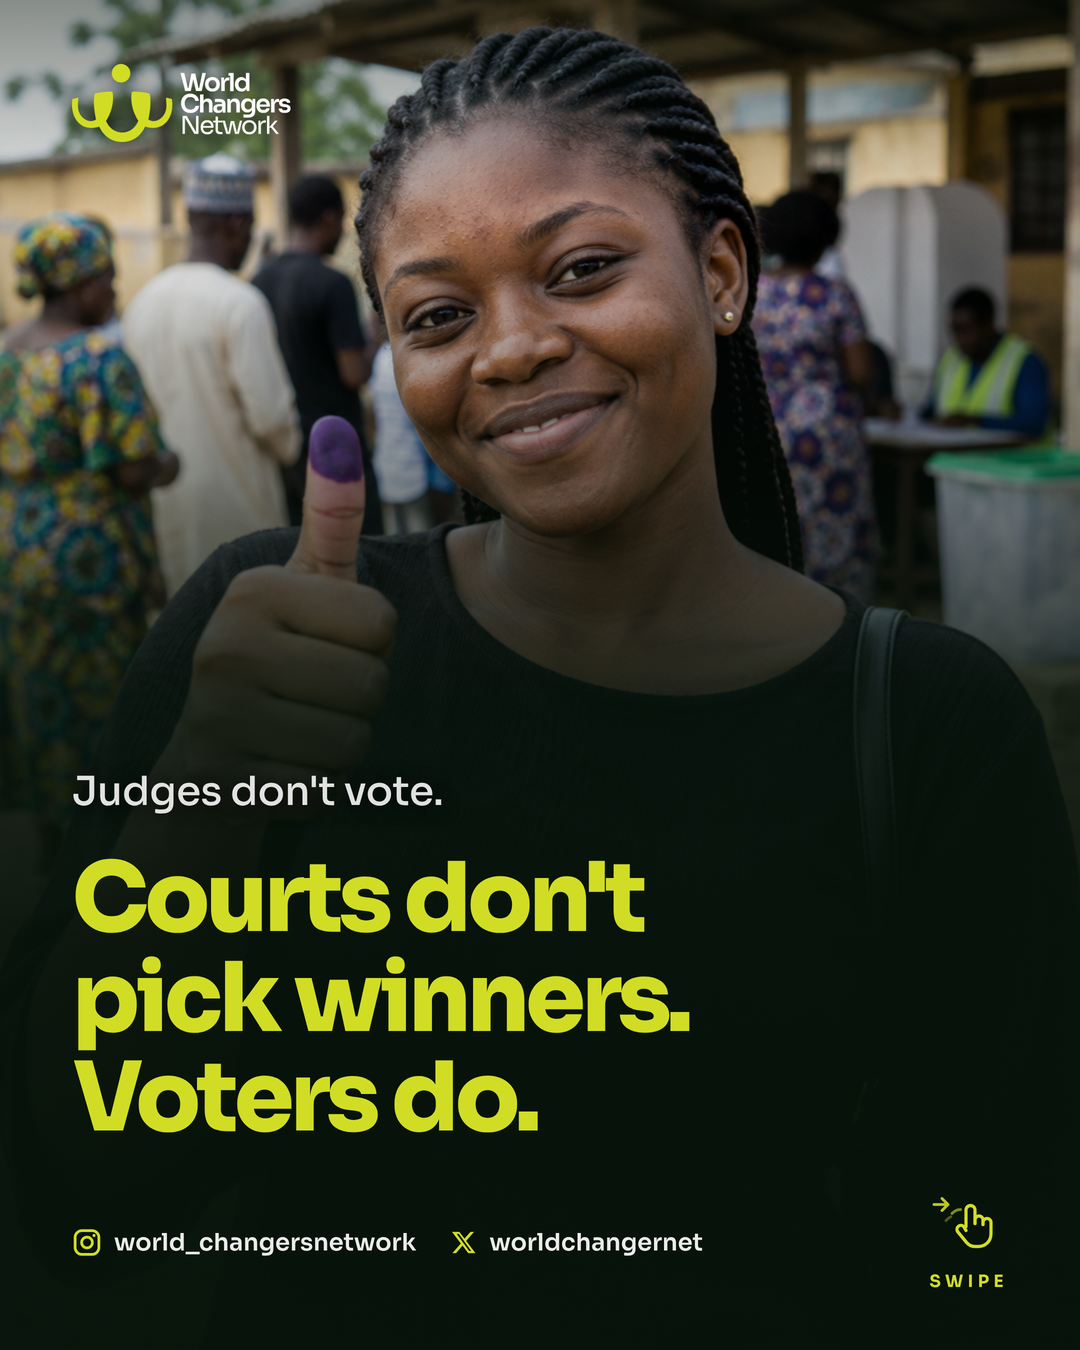 World
Changers
Network
Judges don't vote.
Courts don't
pick winners.
Voters do.
world_changersnetwork
worldchangernet
SWIPE